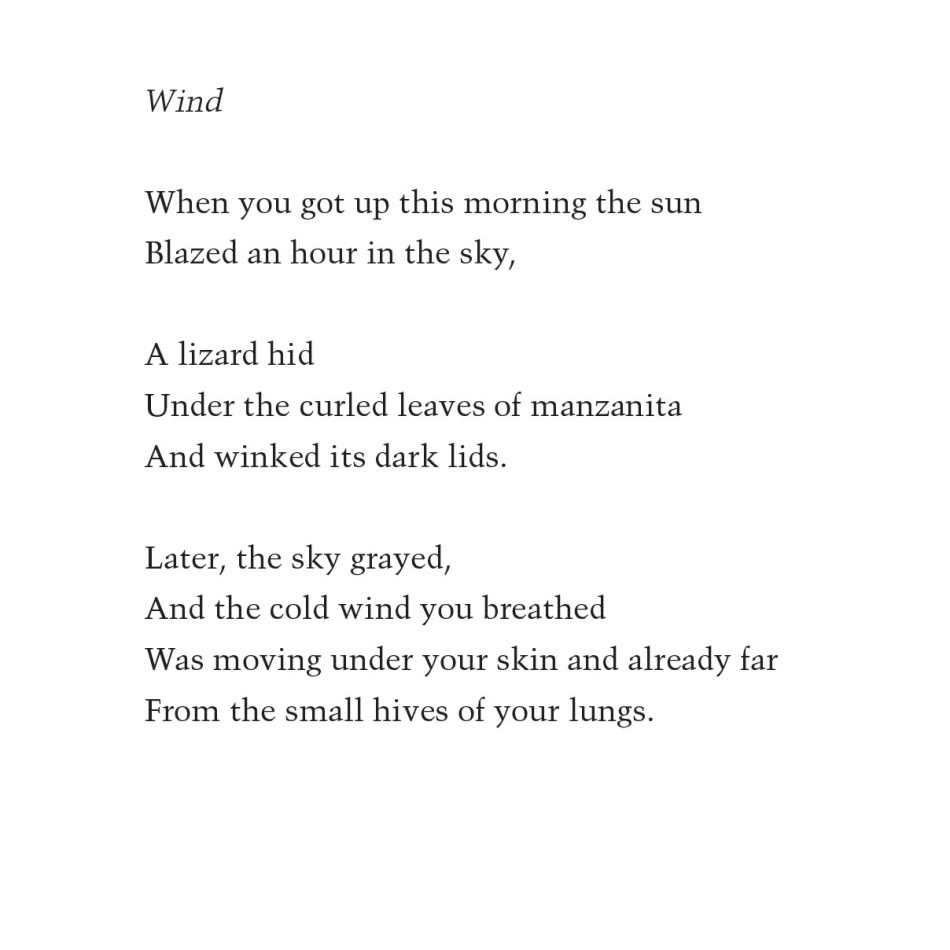 Wind
When you got up this morning the sun
Blazed an hour in the sky,
A lizard hid
Under the curled leaves of manzanita
And winked its dark lids.
Later, the sky grayed,
And the cold wind you breathed
Was moving under your skin and already far
From the small hives of your lungs.